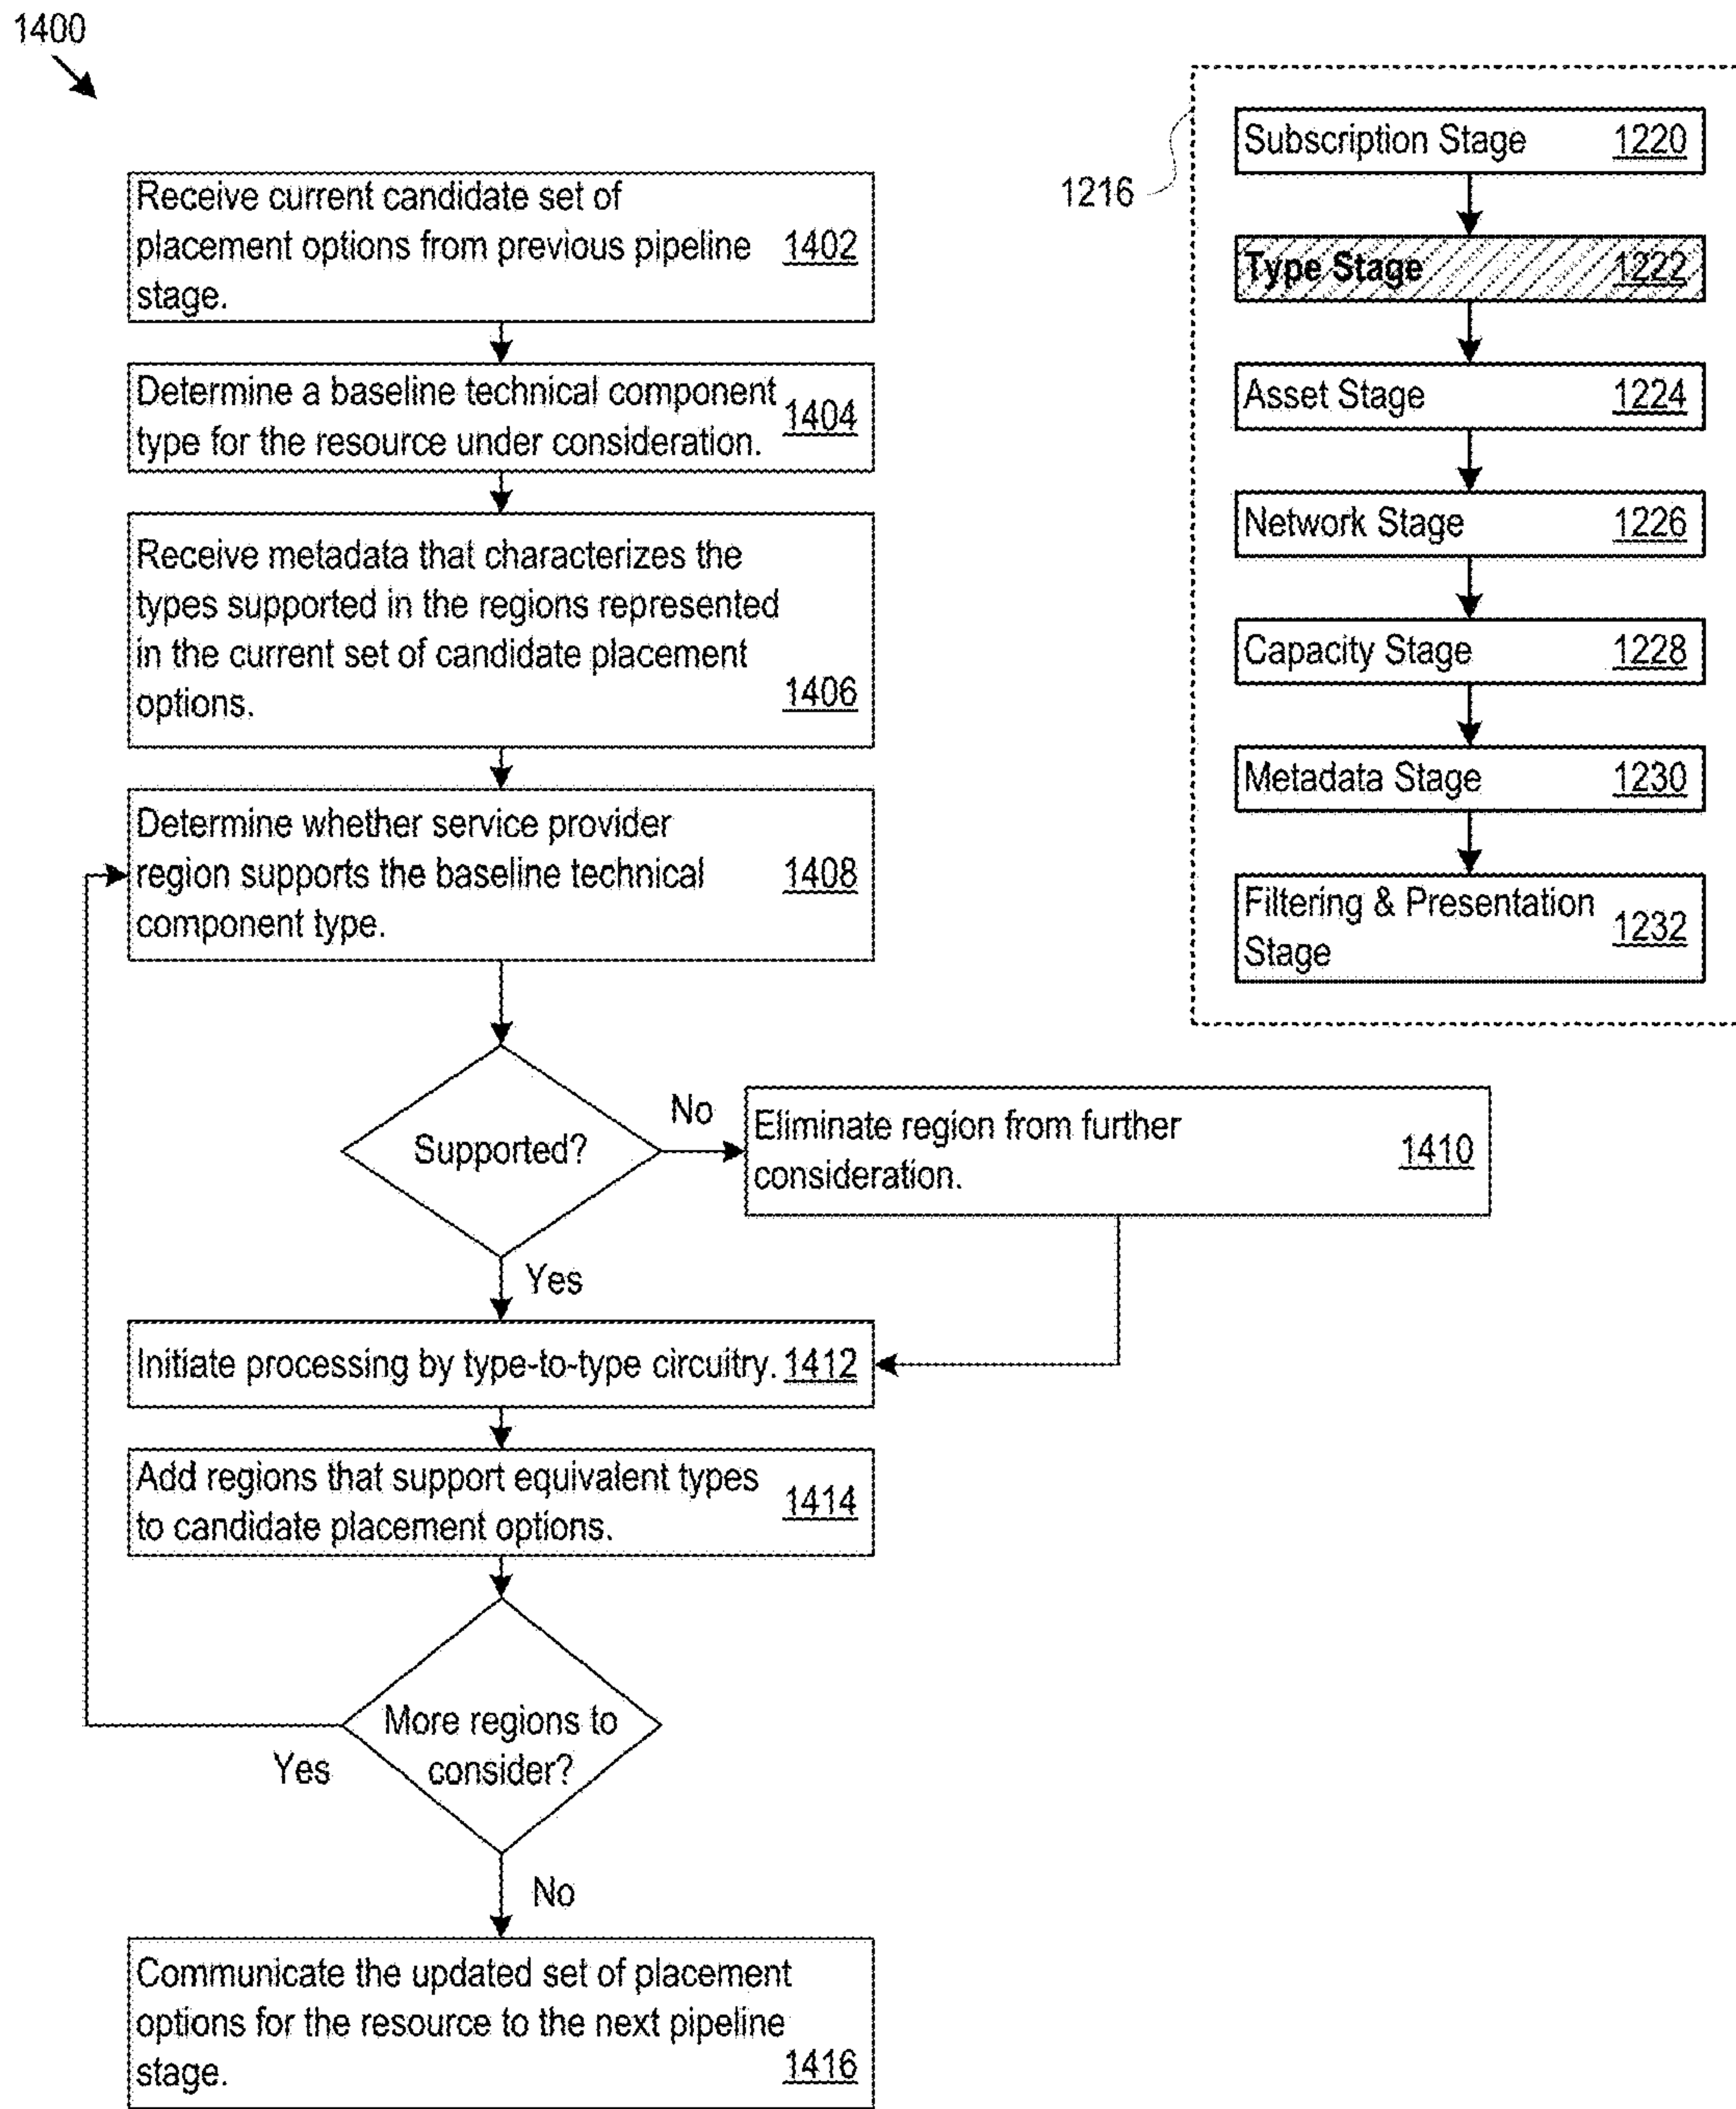 1400
Receive current candidate set of
placement options from previous pipeline 1402
stage.
Determine a baseline technical component
type for the resource under consideration. 1404
Receive metadata that characterizes the
types supported in the regions represented
in the current set of candidate placement
options. 1406
Determine whether service provider
region supports the baseline technical 1408
component type.
Supported?
No
Eliminate region from further
consideration. 1410
Yes
Initiate processing by type-to-type circuitry. 1412
Add regions that support equivalent types
to candidate placement options. 1414
More regions to
consider?
Yes
No
Communicate the updated set of placement
options for the resource to the next pipeline
stage. 1416
1216
Subscription Stage 1220
Type Stage 1222
Asset Stage 1224
Network Stage 1226
Capacity Stage 1228
Metadata Stage 1230
Filtering & Presentation 1232
Stage